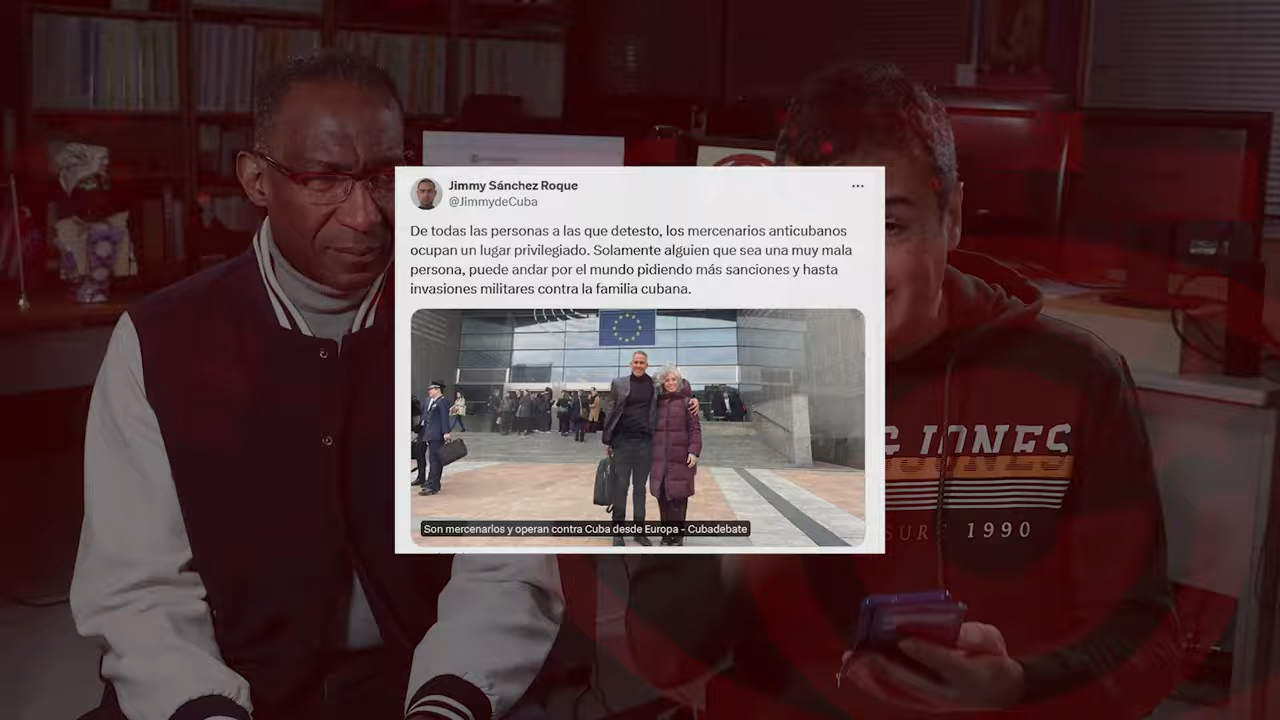 Jimmy Sánchez Roque
@JimmydeCuba
De todas las personas a las que detesto, los mercenarios anticubanos
ocupan un lugar privilegiado. Solamente alguien que sea una muy mala
persona, puede andar por el mundo pidiendo más sanciones y hasta
invasiones militares contra la familia cubana.
Son mercenarios y operan contra Cuba desde Europa - Cubadebate
JONES
1990